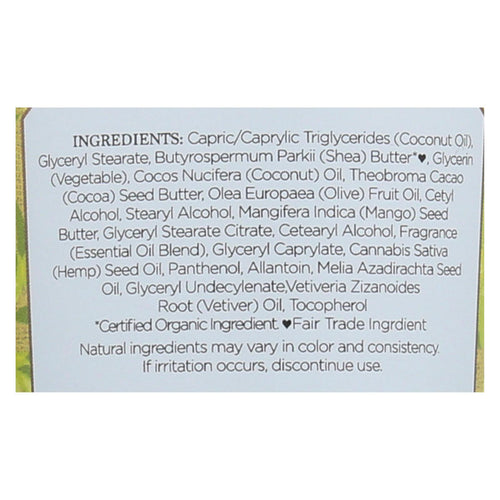 INGREDIENTS: Capric/Caprylic Triglycerides (Coconut Oil),
Glyceryl Stearate, Butyrospermum Parkii (Shea) Butter*♥, Glycerin
(Vegetable), Cocos Nucifera (Coconut) Oil, Theobroma Cacao
(Cocoa) Seed Butter, Olea Europaea (Olive) Fruit Oil, Cetyl
Alcohol, Stearyl Alcohol, Mangifera Indica (Mango) Seed
Butter, Glyceryl Stearate Citrate, Cetearyl Alcohol, Fragrance
(Essential Oil Blend), Glyceryl Caprylate, Cannabis Sativa
(Hemp) Seed Oil, Panthenol, Allantoin, Melia Azadirachta Seed
Oil, Glyceryl Undecylenate,Vetiveria Zizanoides
Root (Vetiver) Oil, Tocopherol
*Certified Organic Ingredient. ♥Fair Trade Ingrdient
Natural ingredients may vary in color and consistency.
If irritation occurs, discontinue use.